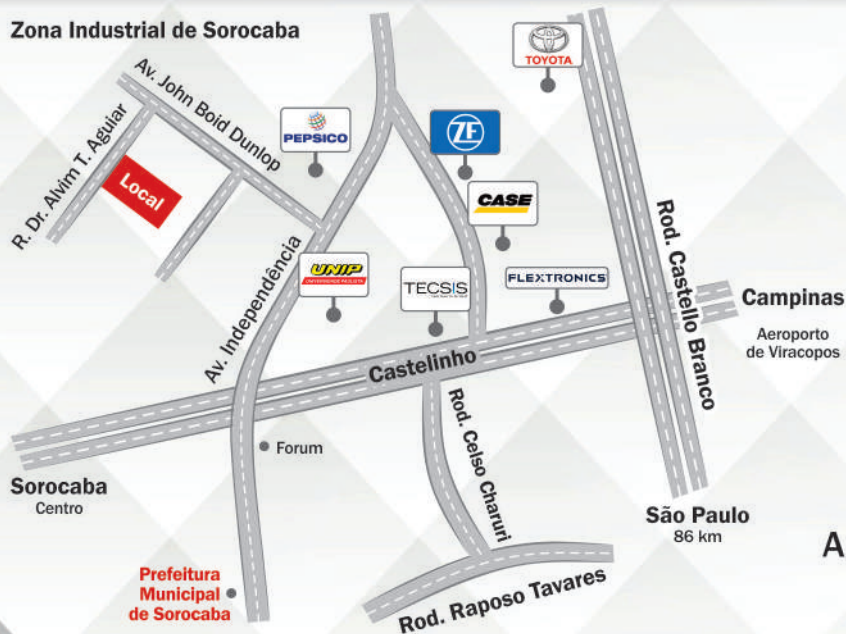 Zona Industrial de Sorocaba
TOYOTA
Av. John Boid Dunlop
PEPSICO
ZF
R. Dr. Alvim T. Aguiar
Local
CASE
Rod. Castello Branco
Av. Independência
UNIP
UNIVERSIDADE PAULISTA
TECSIS
FLEXTRONICS
Campinas
Aeroporto
de Viracopos
Castelinho
Rod. Celso Charuri
Forum
Sorocaba
Centro
São Paulo
86 km
A
Prefeitura
Municipal
de Sorocaba
Rod. Raposo Tavares